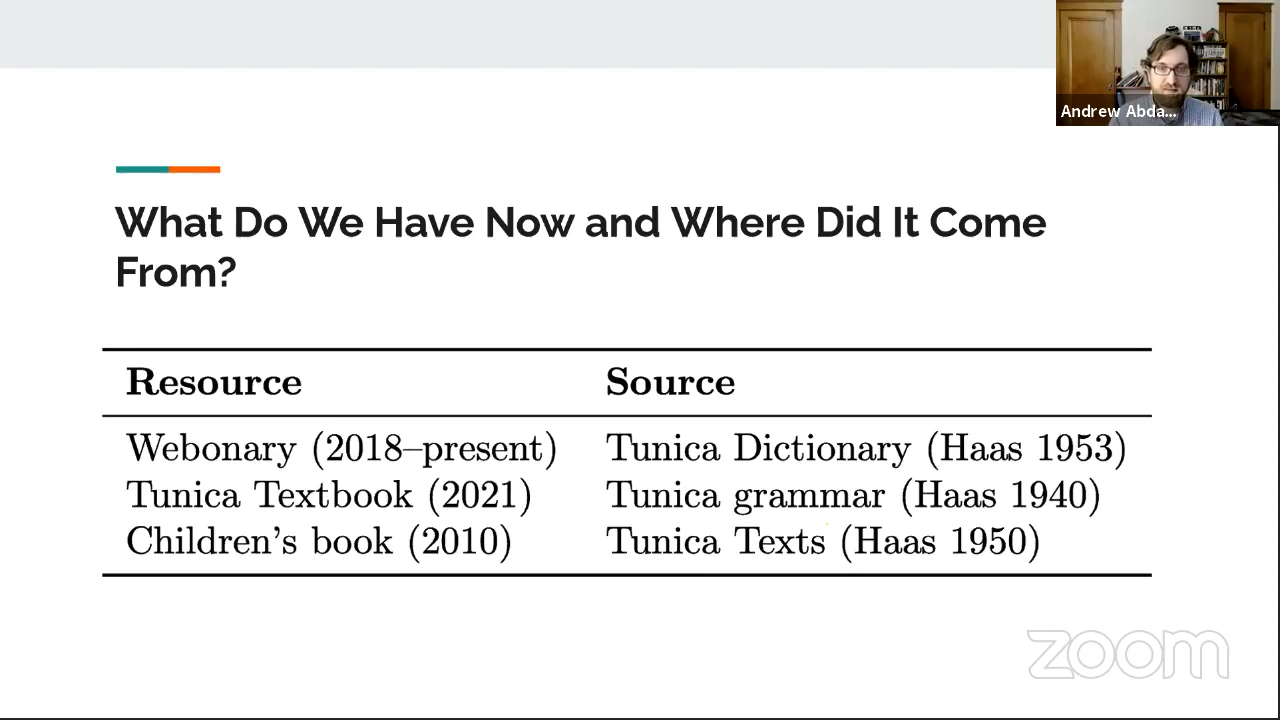 Andrew Abda...
What Do We Have Now and Where Did It Come
From?
Resource Source
Webonary (2018–present) Tunica Dictionary (Haas 1953)
Tunica Textbook (2021) Tunica grammar (Haas 1940)
Children's book (2010) Tunica Texts (Haas 1950)
zoom